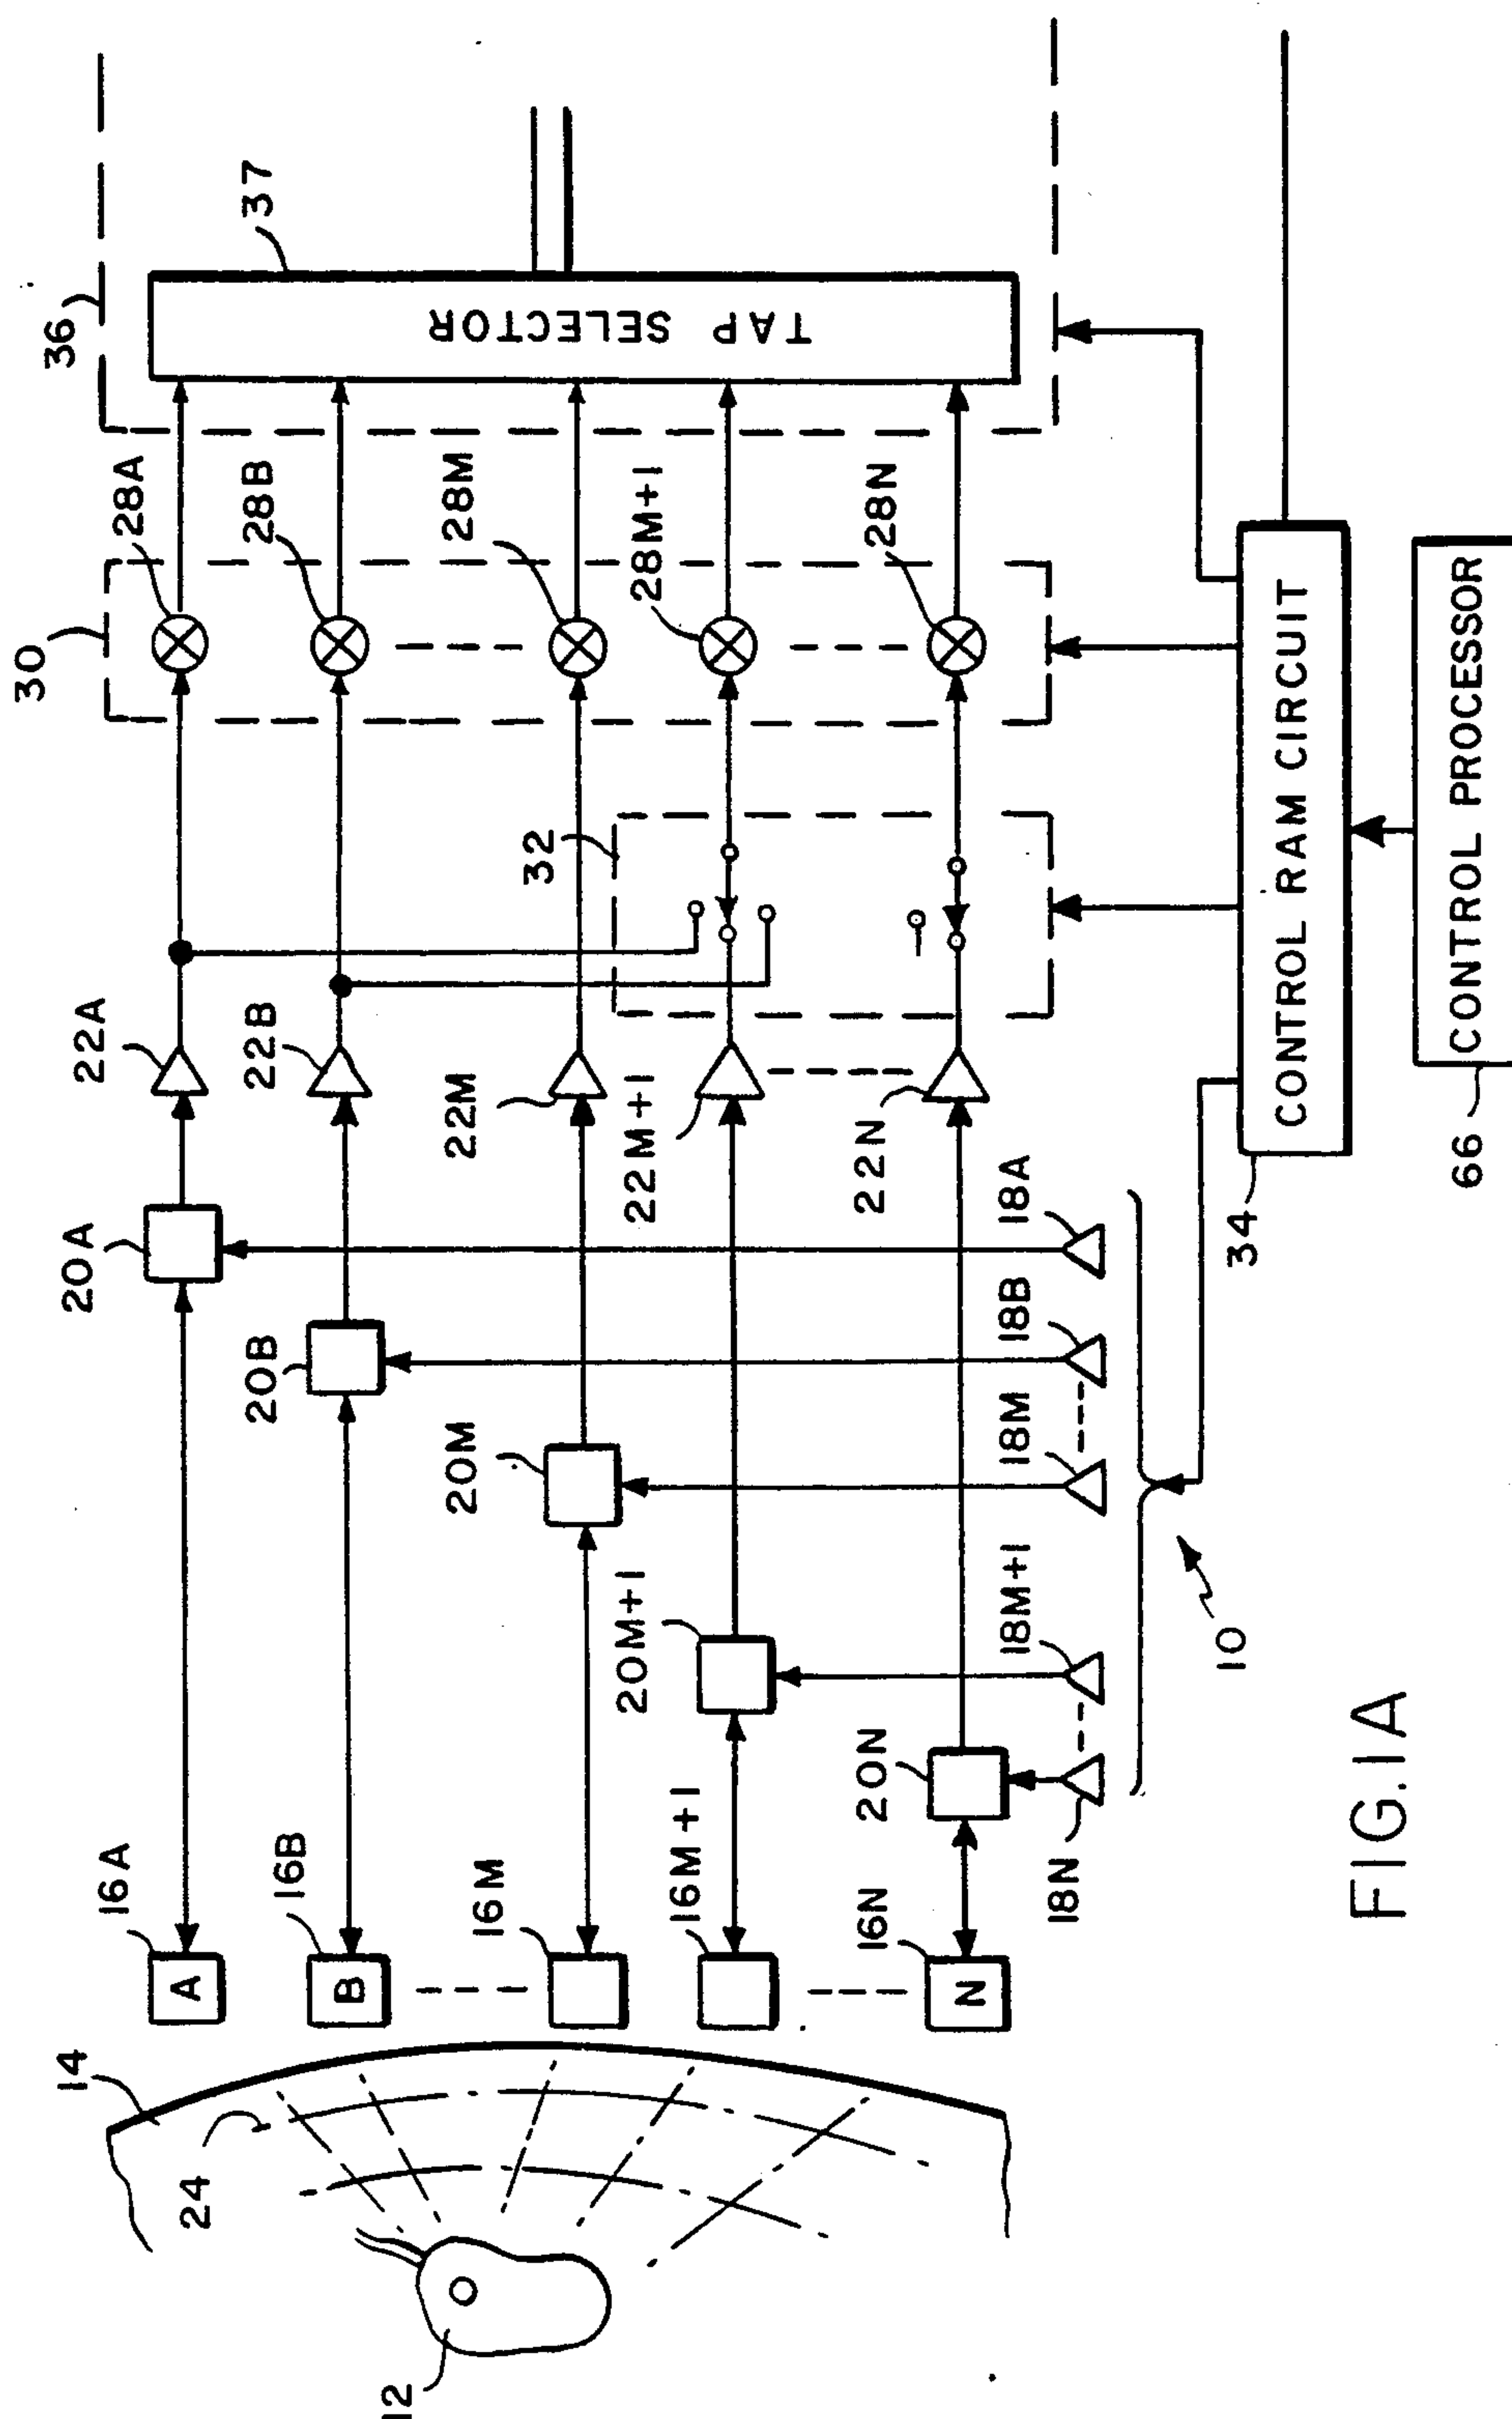 36
37
TAP SELECTOR
30
28A
28B
28M
28M+1
28N
32
22A
22B
22M
22M+1
22N
20A
20B
20M
20M+1
20N
18A
18B
18M
18M+1
18N
16A
16B
16M
16M+1
16N
A
B
N
14
24
12
10
34
CONTROL RAM CIRCUIT
66
CONTROL PROCESSOR
FIG.1A